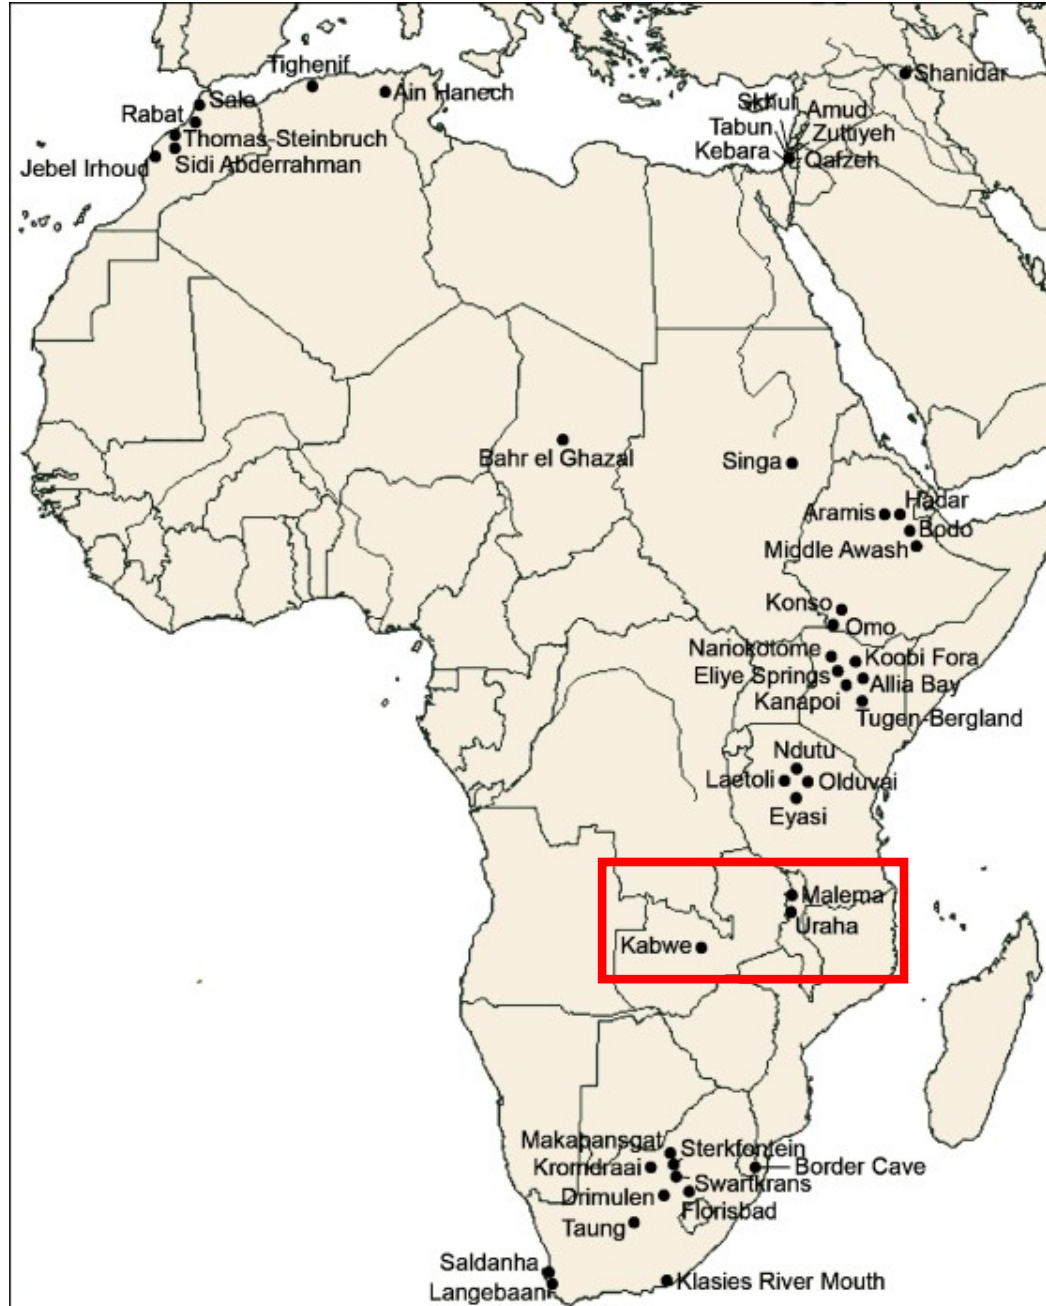 Tighenif
Ain Hanech
Shanidar
Sale
Rabat
Thomas-Steinbruch
Jebel Irhoud
Sidi Abderrahman
Skhul
Amud
Tabun
Zuttiyeh
Kebara
Qafzeh
Bahr el Ghazal
Singa
Hadar
Aramis
Bodo
Middle Awash
Konso
Omo
Nariokotome
Koobi Fora
Eliye Springs
Allia Bay
Kanapoi
Tugen-Bergland
Ndutu
Laetoli
Olduvai
Eyasi
Malema
Uraha
Kabwe
Makapansgat
Sterkfontein
Kromdraai
Border Cave
Swartkrans
Drimulen
Florisbad
Taung
Saldanha
Langebaan
Klasies River Mouth